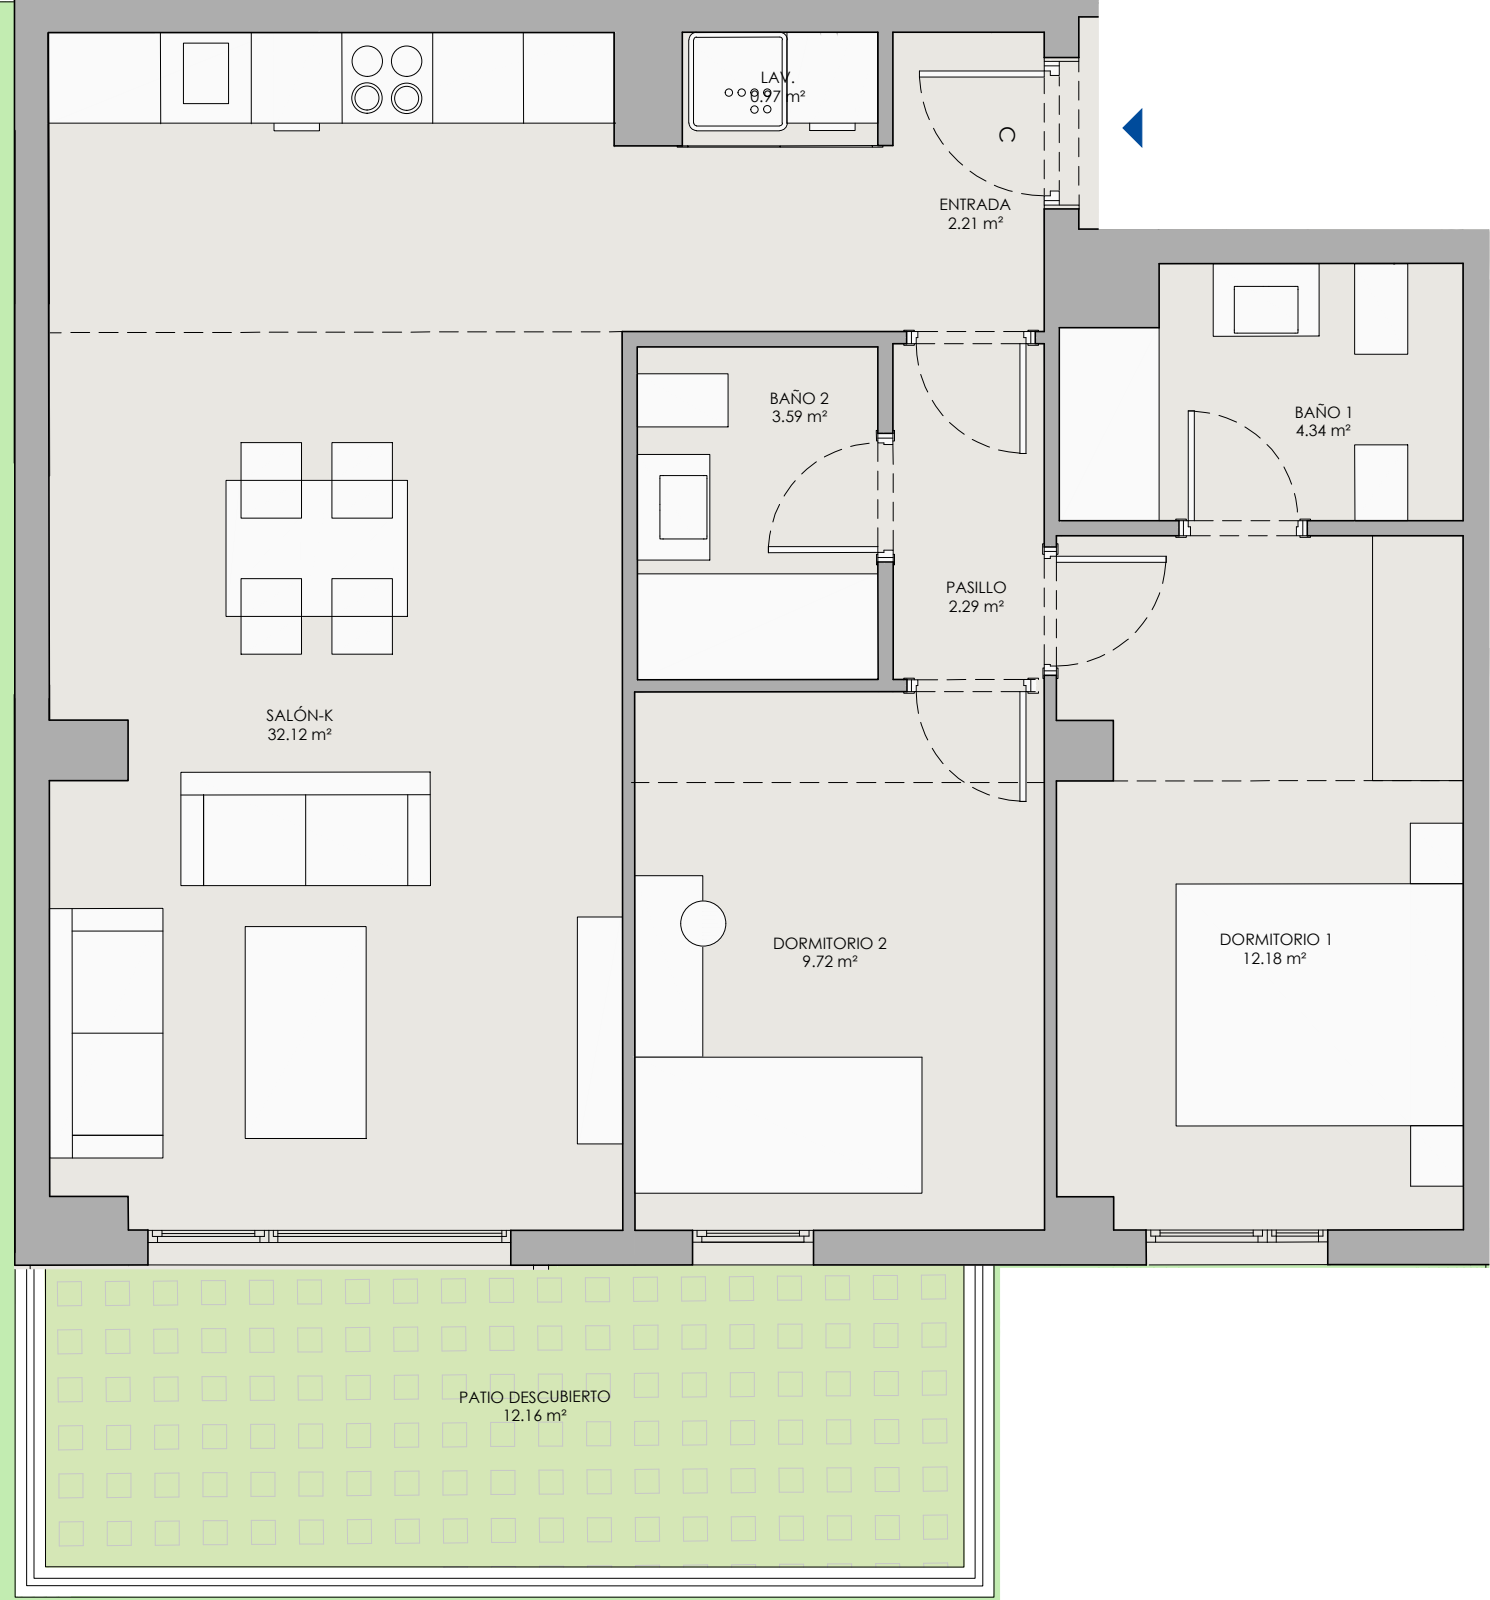 LAV.
0.97 m²
C
ENTRADA
2.21 m²
BAÑO 2
3.59 m²
BAÑO 1
4.34 m²
PASILLO
2.29 m²
SALÓN-K
32.12 m²
DORMITORIO 2
9.72 m²
DORMITORIO 1
12.18 m²
PATIO DESCUBIERTO
12.16 m²